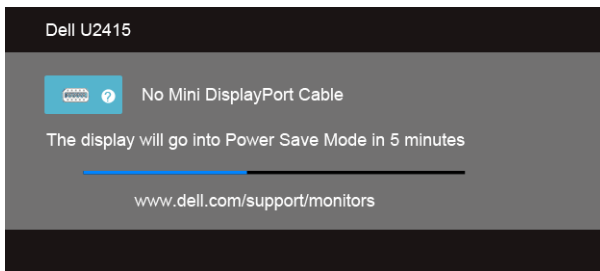 Dell U2415
? No Mini DisplayPort Cable
The display will go into Power Save Mode in 5 minutes
www.dell.com/support/monitors